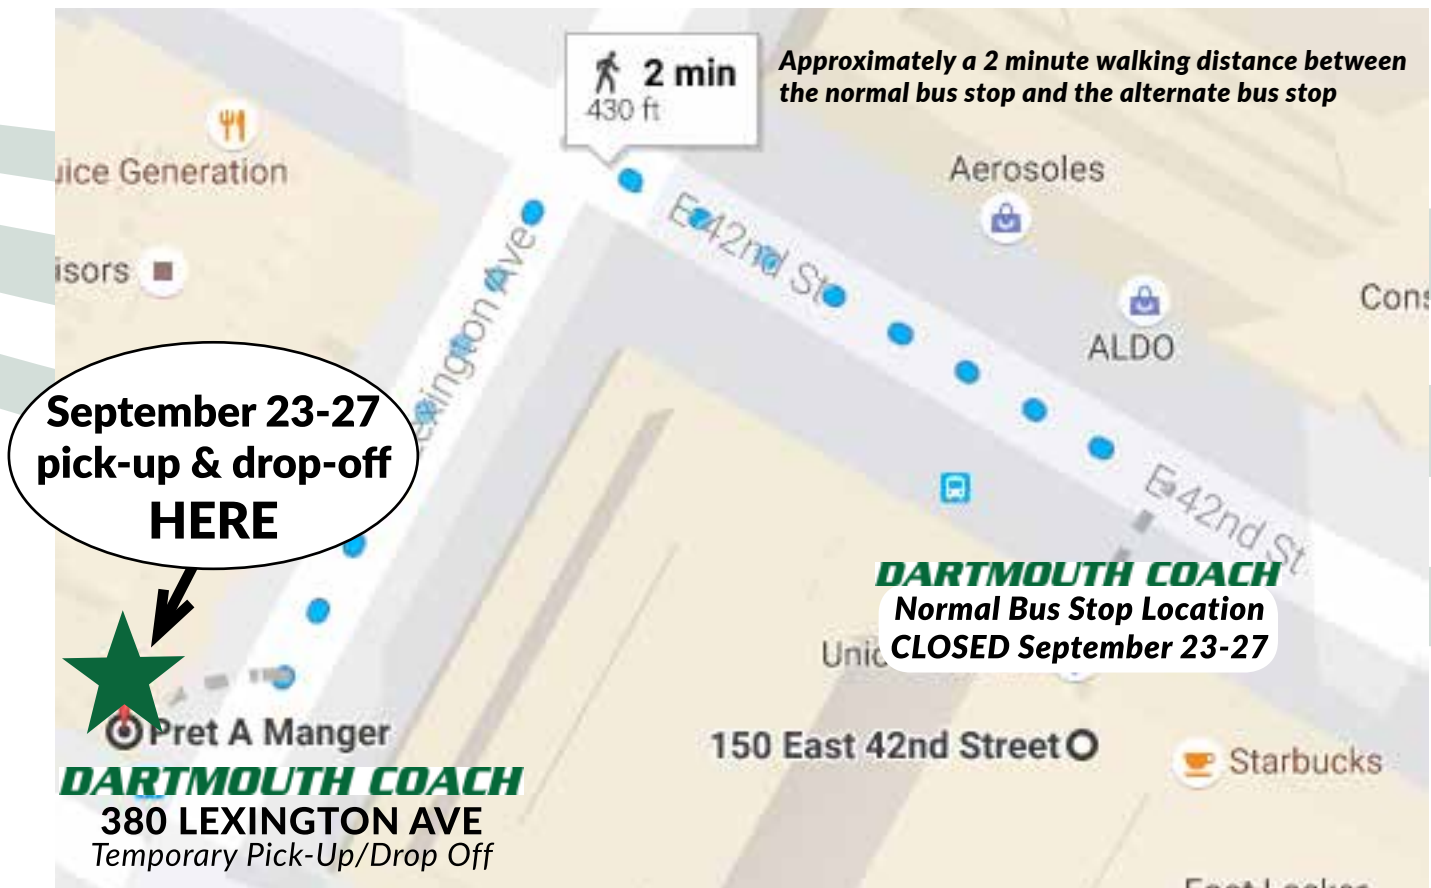 2 min
430 ft
Approximately a 2 minute walking distance between
the normal bus stop and the alternate bus stop
Generation
Aerosoles
E 42nd St
Lexington Ave
ALDO
September 23-27
pick-up & drop-off
HERE
E 42nd St
DARTMOUTH COACH
Normal Bus Stop Location
CLOSED September 23-27
Pret A Manger
150 East 42nd Street
Starbucks
DARTMOUTH COACH
380 LEXINGTON AVE
Temporary Pick-Up/Drop Off